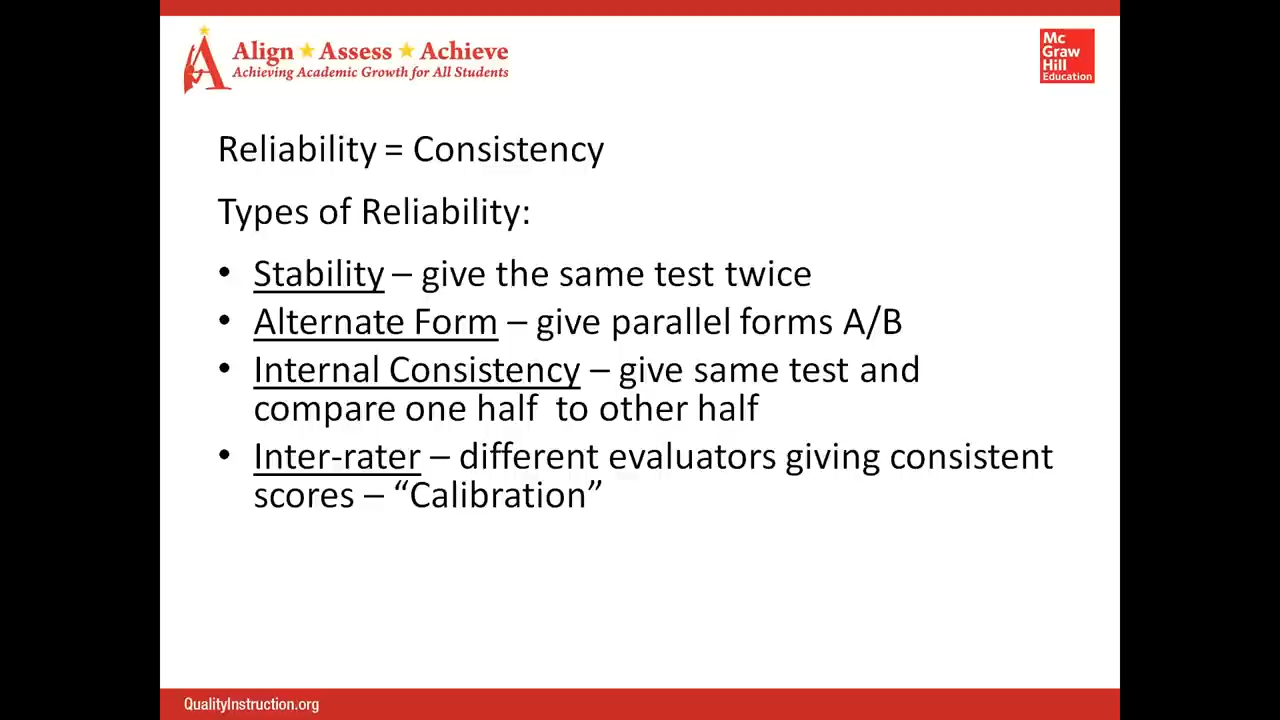 Align ★ Assess ★ Achieve
Achieving Academic Growth for All Students
Mc
Graw
Hill
Education
Reliability = Consistency
Types of Reliability:
• Stability – give the same test twice
• Alternate Form – give parallel forms A/B
• Internal Consistency – give same test and
compare one half  to other half
• Inter-rater – different evaluators giving consistent
scores – “Calibration”
QualityInstruction.org